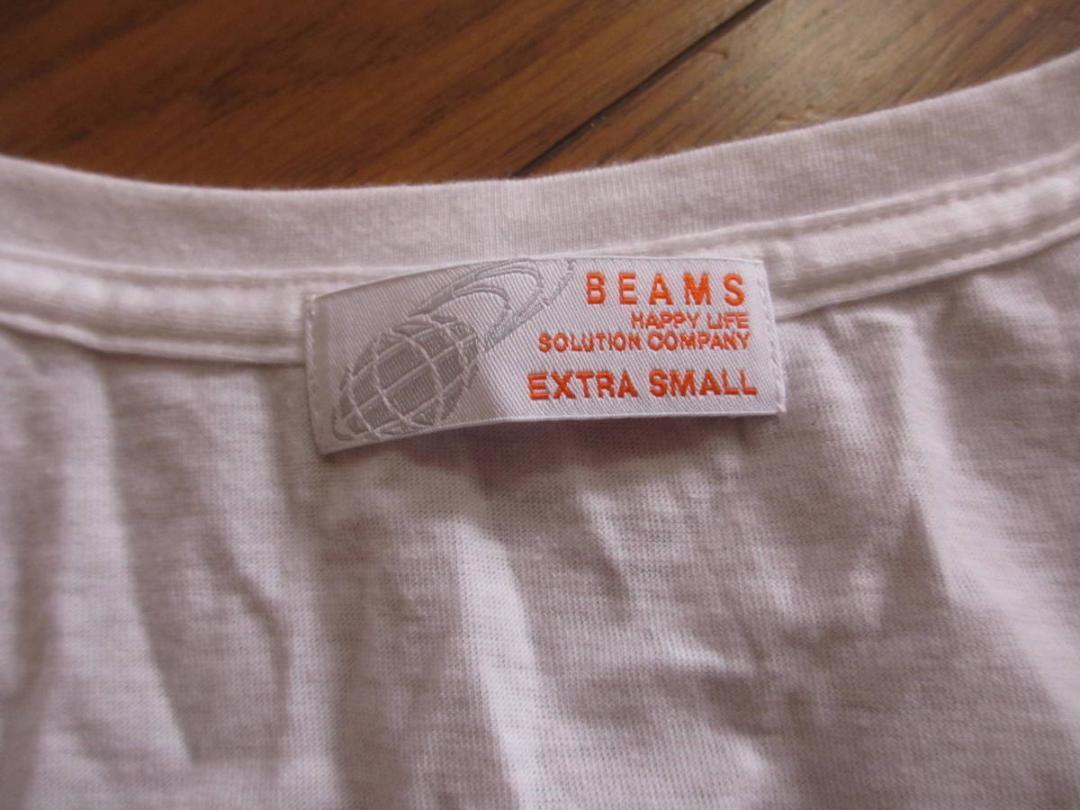 BEAMS
HAPPY LIFE
SOLUTION COMPANY
EXTRA SMALL